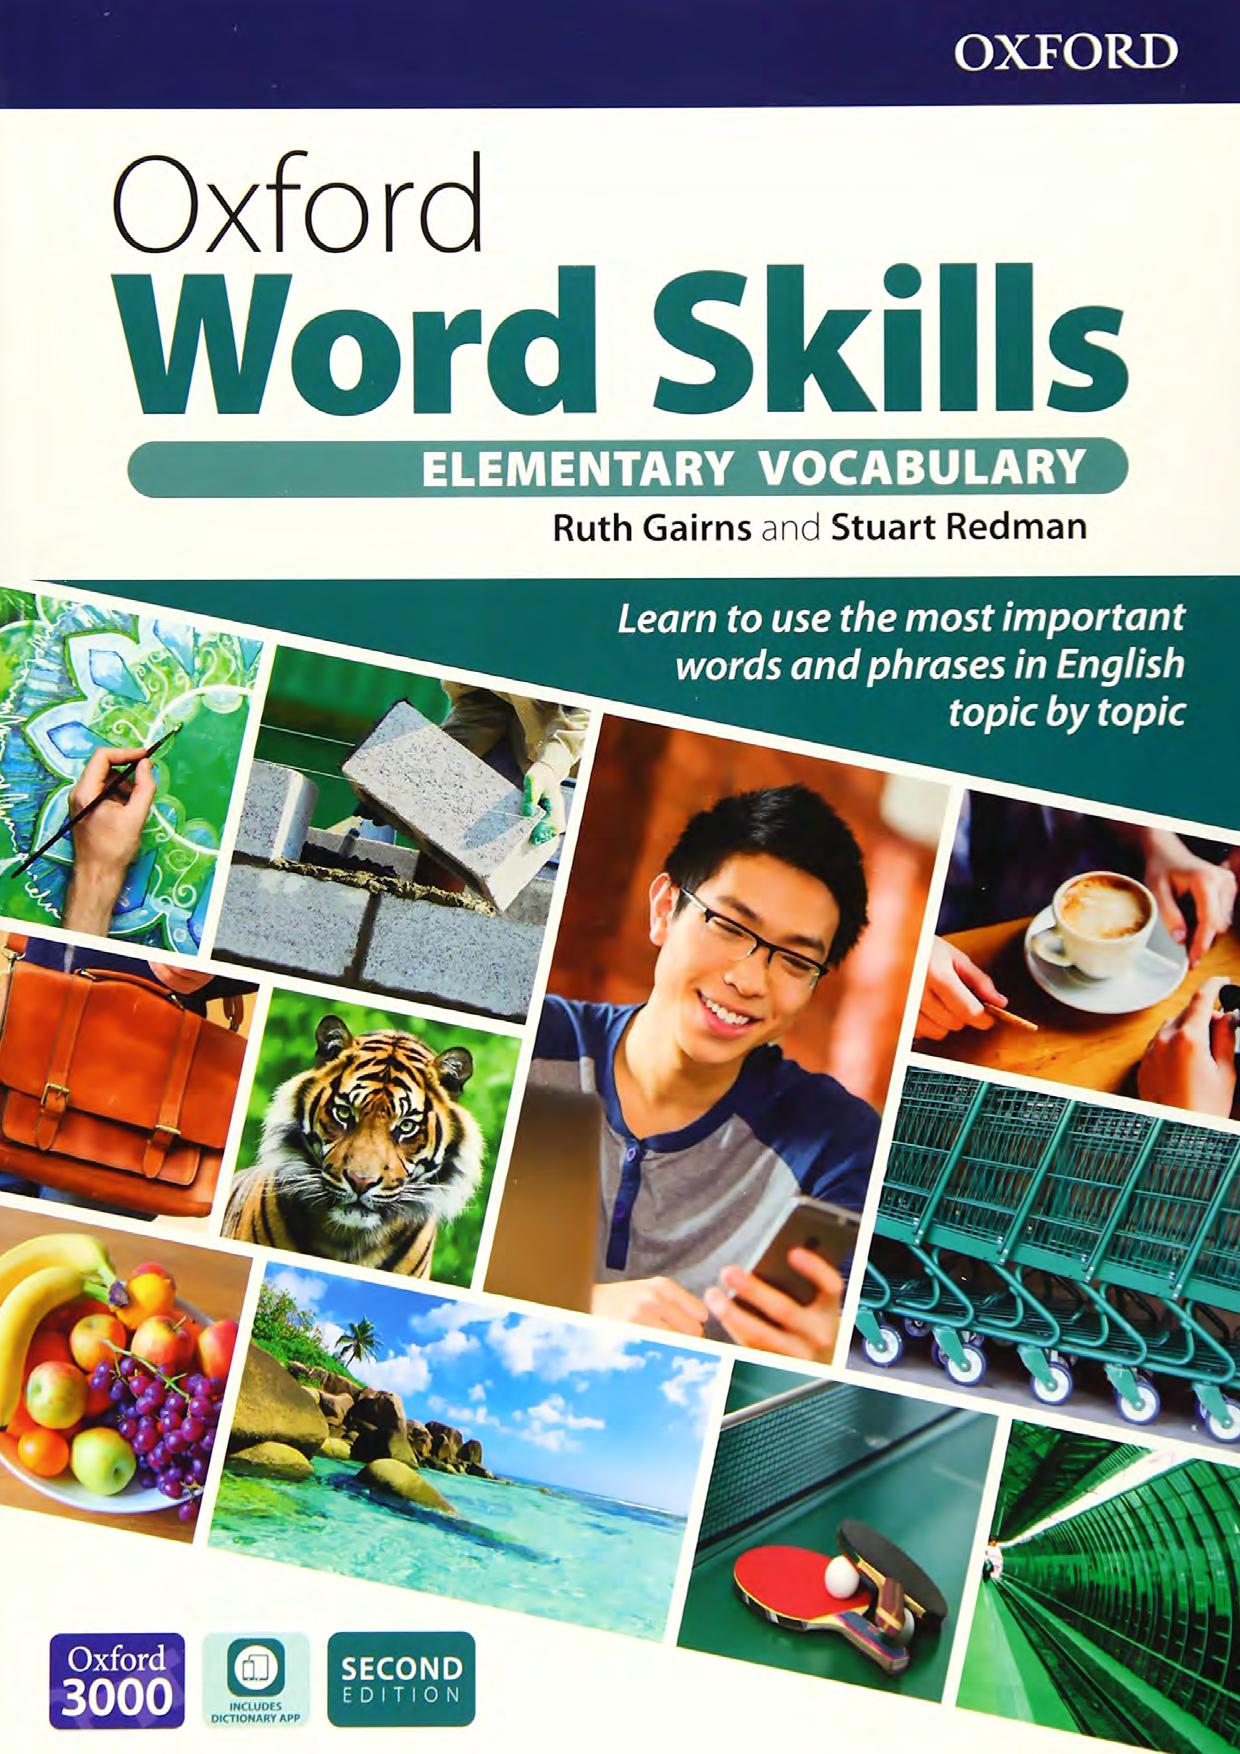 OXFORD
Oxford
Word Skills
ELEMENTARY VOCABULARY
Ruth Gairns and Stuart Redman
Learn to use the most important
words and phrases in English
topic by topic
Oxford
3000
INCLUDES
DICTIONARY APP
SECOND
EDITION